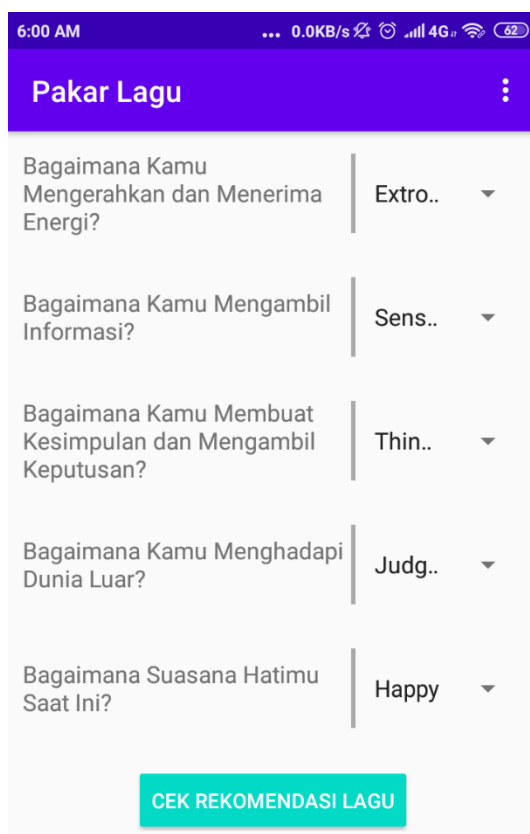 6:00 AM ... 0.0KB/s 4G 62
Pakar Lagu
Bagaimana Kamu
Mengerahkan dan Menerima
Energi?
Extro..
Bagaimana Kamu Mengambil
Informasi?
Sens..
Bagaimana Kamu Membuat
Kesimpulan dan Mengambil
Keputusan?
Thin..
Bagaimana Kamu Menghadapi
Dunia Luar?
Judg..
Bagaimana Suasana Hatimu
Saat Ini?
Happy
CEK REKOMENDASI LAGU